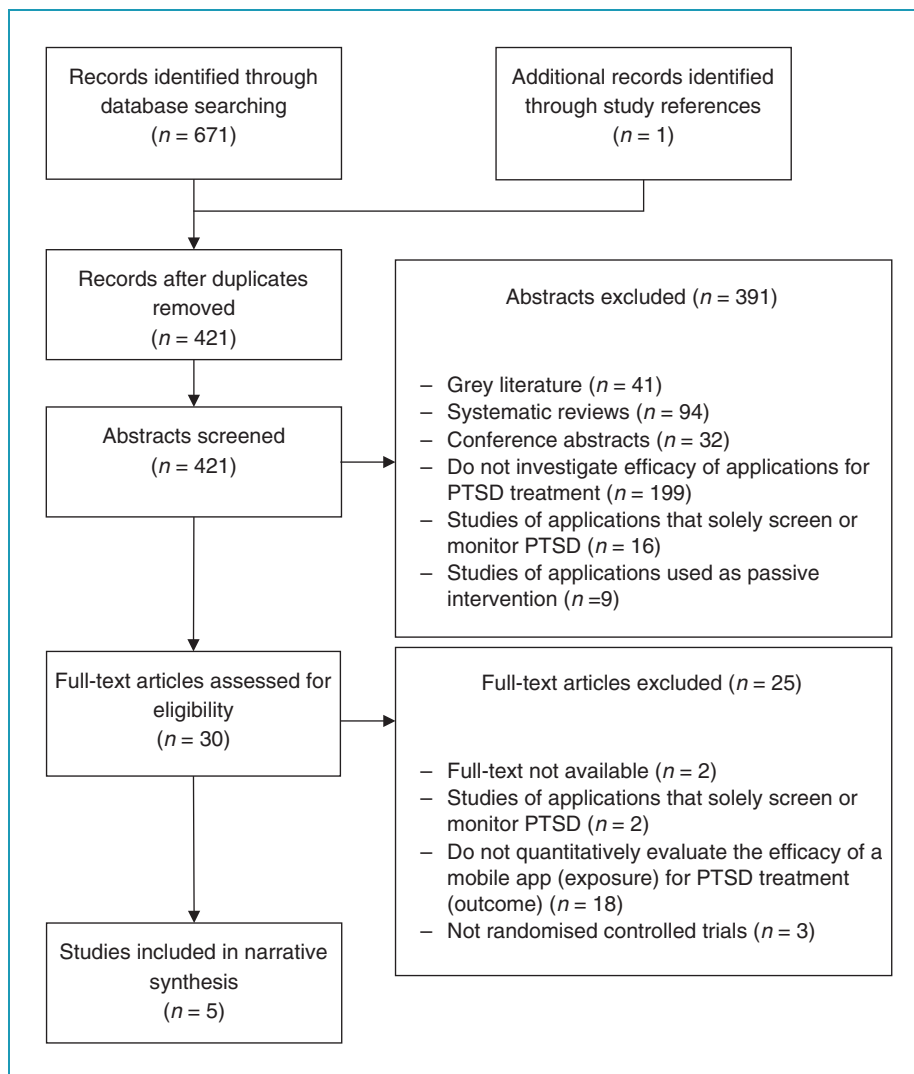 Records identified through
database searching
(n = 671)
Additional records identified
through study references
(n = 1)
Records after duplicates
removed
(n = 421)
Abstracts screened
(n = 421)
Abstracts excluded (n = 391)
– Grey literature (n = 41)
– Systematic reviews (n = 94)
– Conference abstracts (n = 32)
– Do not investigate efficacy of applications for
PTSD treatment (n = 199)
– Studies of applications that solely screen or
monitor PTSD (n = 16)
– Studies of applications used as passive
intervention (n =9)
Full-text articles assessed for
eligibility
(n = 30)
Full-text articles excluded (n = 25)
– Full-text not available (n = 2)
– Studies of applications that solely screen or
monitor PTSD (n = 2)
– Do not quantitatively evaluate the efficacy of a
mobile app (exposure) for PTSD treatment
(outcome) (n = 18)
– Not randomised controlled trials (n = 3)
Studies included in narrative
synthesis
(n = 5)